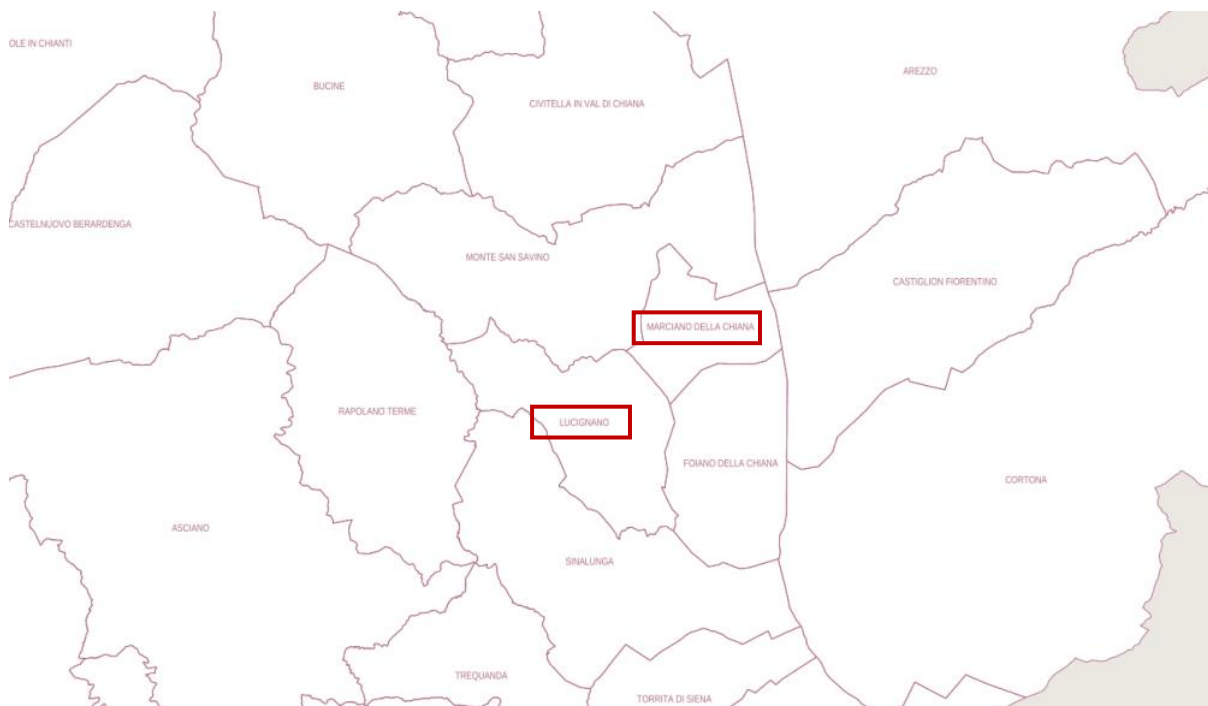 OLE IN CHIANTI
AREZZO
BUCINE
CIVITELLA IN VAL DI CHIANA
CASTELNUOVO BERARDENGA
MONTE SAN SAVINO
CASTIGLION FIORENTINO
MARCIANO DELLA CHIANA
RAPOLANO TERME
LUCIGNANO
FOIANO DELLA CHIANA
CORTONA
ASCIANO
SINALUNGA
TREQUANDA
TORRITA DI SIENA